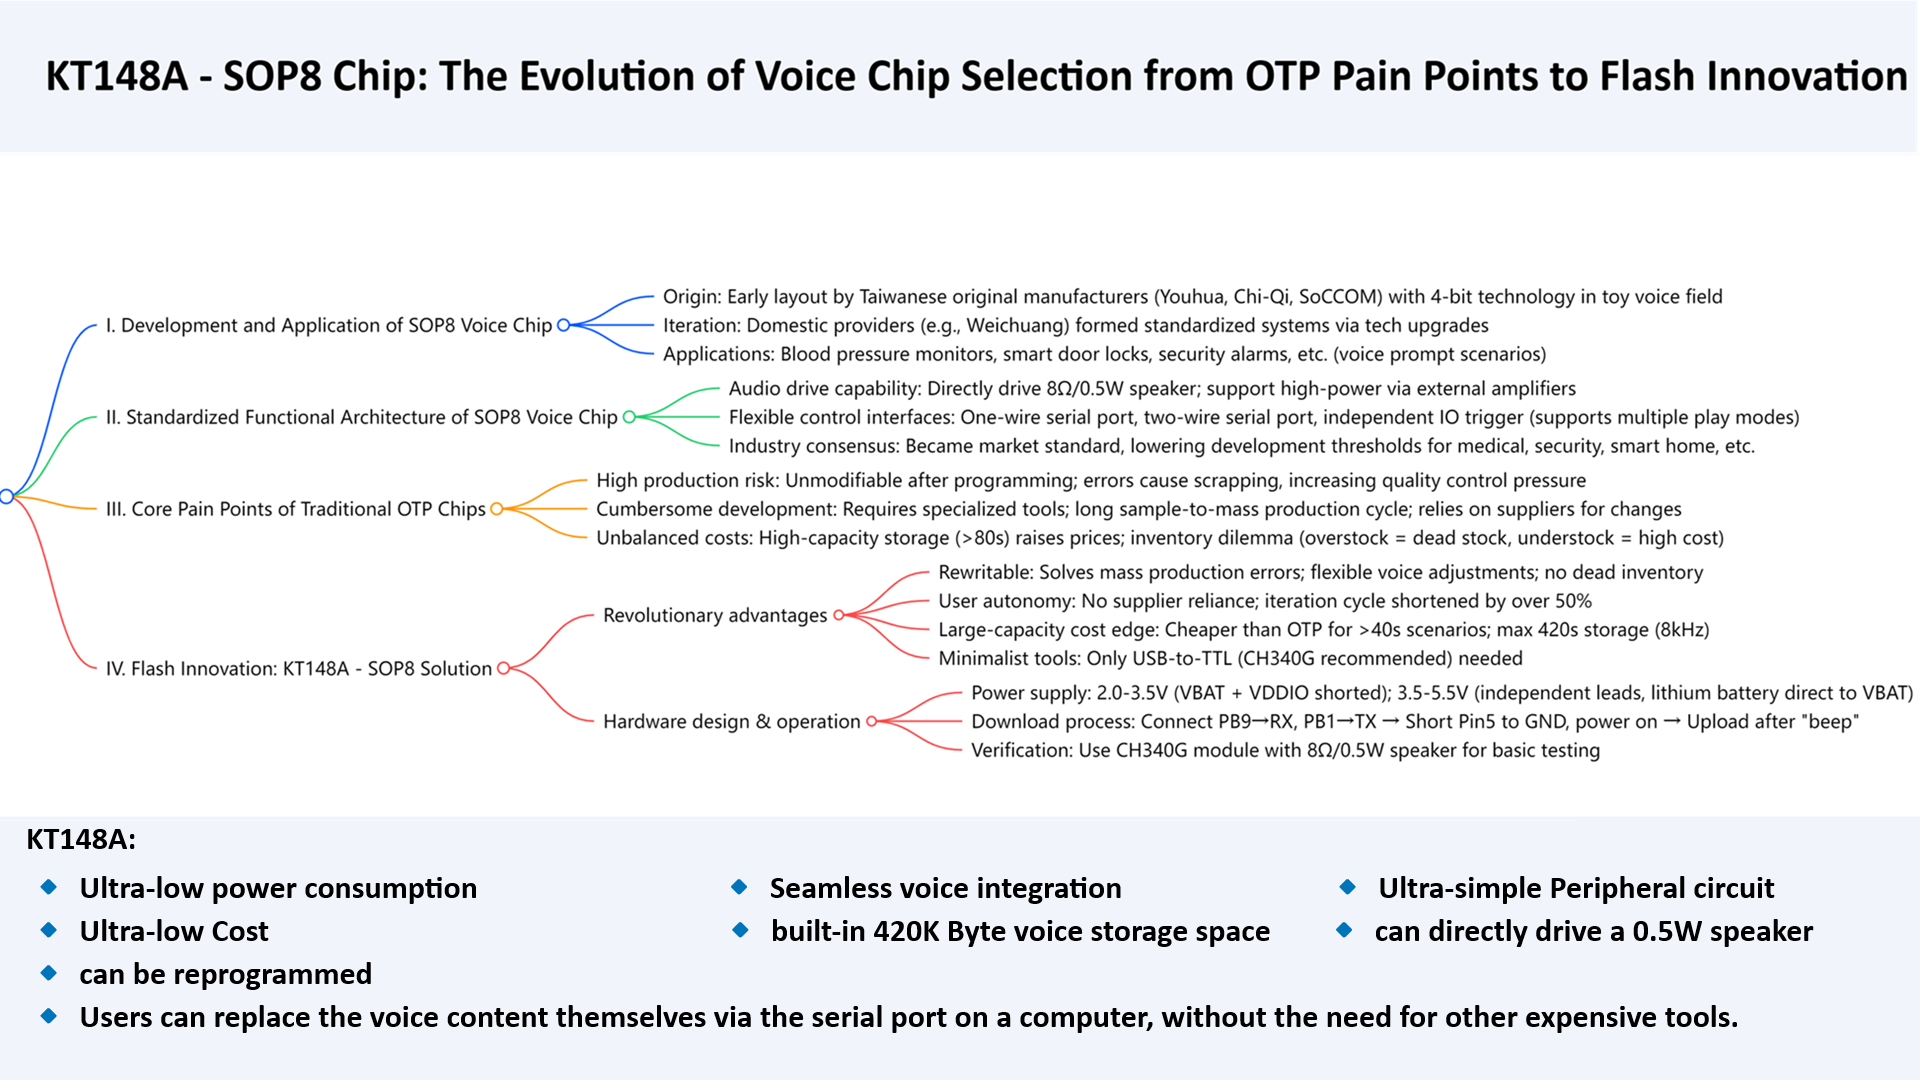 KT148A - SOP8 Chip: The Evolution of Voice Chip Selection from OTP Pain Points to Flash Innovation
I. Development and Application of SOP8 Voice Chip
Origin: Early layout by Taiwanese original manufacturers (Youhua, Chi-Qi, SoCCOM) with 4-bit technology in toy voice field
Iteration: Domestic providers (e.g., Weichuang) formed standardized systems via tech upgrades
Applications: Blood pressure monitors, smart door locks, security alarms, etc. (voice prompt scenarios)
II. Standardized Functional Architecture of SOP8 Voice Chip
Audio drive capability: Directly drive 8Ω/0.5W speaker; support high-power via external amplifiers
Flexible control interfaces: One-wire serial port, two-wire serial port, independent IO trigger (supports multiple play modes)
Industry consensus: Became market standard, lowering development thresholds for medical, security, smart home, etc.
III. Core Pain Points of Traditional OTP Chips
High production risk: Unmodifiable after programming; errors cause scrapping, increasing quality control pressure
Cumbersome development: Requires specialized tools; long sample-to-mass production cycle; relies on suppliers for changes
Unbalanced costs: High-capacity storage (>80s) raises prices; inventory dilemma (overstock = dead stock, understock = high cost)
IV. Flash Innovation: KT148A - SOP8 Solution
Revolutionary advantages
Rewritable: Solves mass production errors; flexible voice adjustments; no dead inventory
User autonomy: No supplier reliance; iteration cycle shortened by over 50%
Large-capacity cost edge: Cheaper than OTP for >40s scenarios; max 420s storage (8kHz)
Minimalist tools: Only USB-to-TTL (CH340G recommended) needed
Hardware design & operation
Power supply: 2.0-3.5V (VBAT + VDDIO shorted); 3.5-5.5V (independent leads, lithium battery direct to VBAT)
Download process: Connect PB9→RX, PB1→TX → Short Pin5 to GND, power on → Upload after "beep"
Verification: Use CH340G module with 8Ω/0.5W speaker for basic testing
KT148A:
◆ Ultra-low power consumption
◆ Seamless voice integration
◆ Ultra-simple Peripheral circuit
◆ Ultra-low Cost
◆ built-in 420K Byte voice storage space
◆ can directly drive a 0.5W speaker
◆ can be reprogrammed
◆ Users can replace the voice content themselves via the serial port on a computer, without the need for other expensive tools.